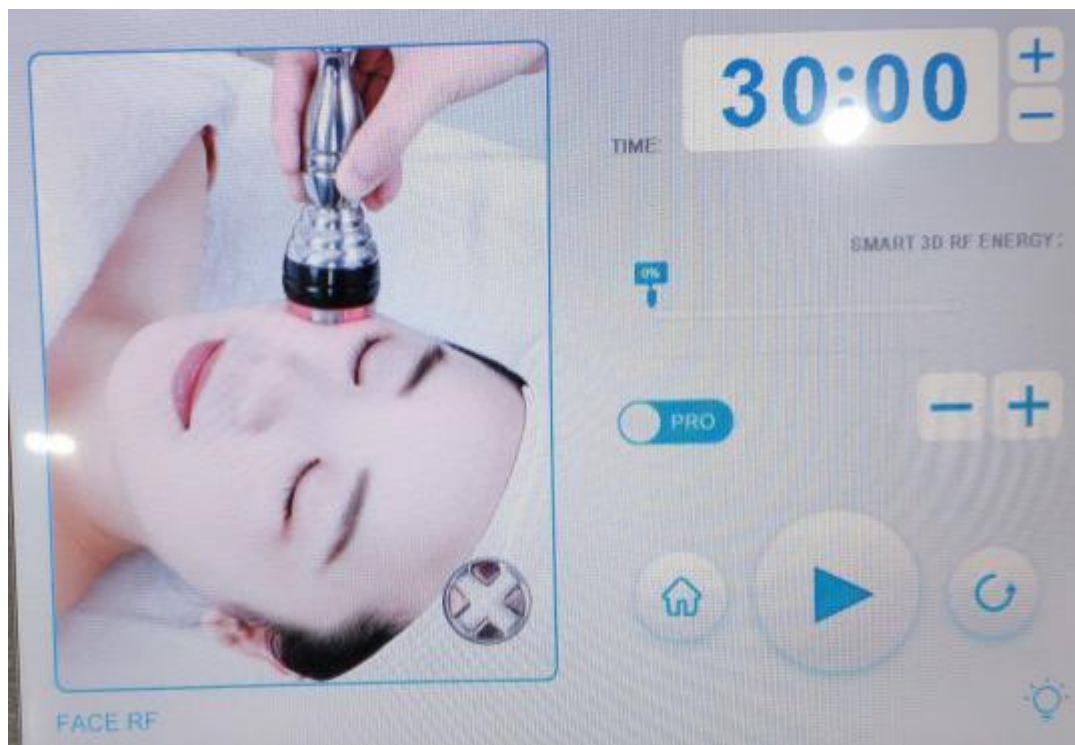 30:00
TIME:
SMART 3D RF ENERGY:
0%
PRO
FACE RF